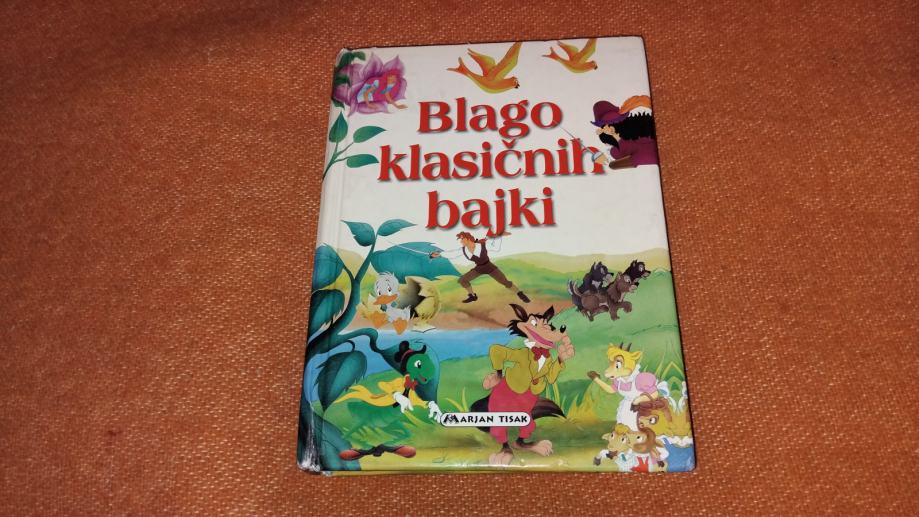 Blago
klasičnih
bajki
MARJAN TISAK